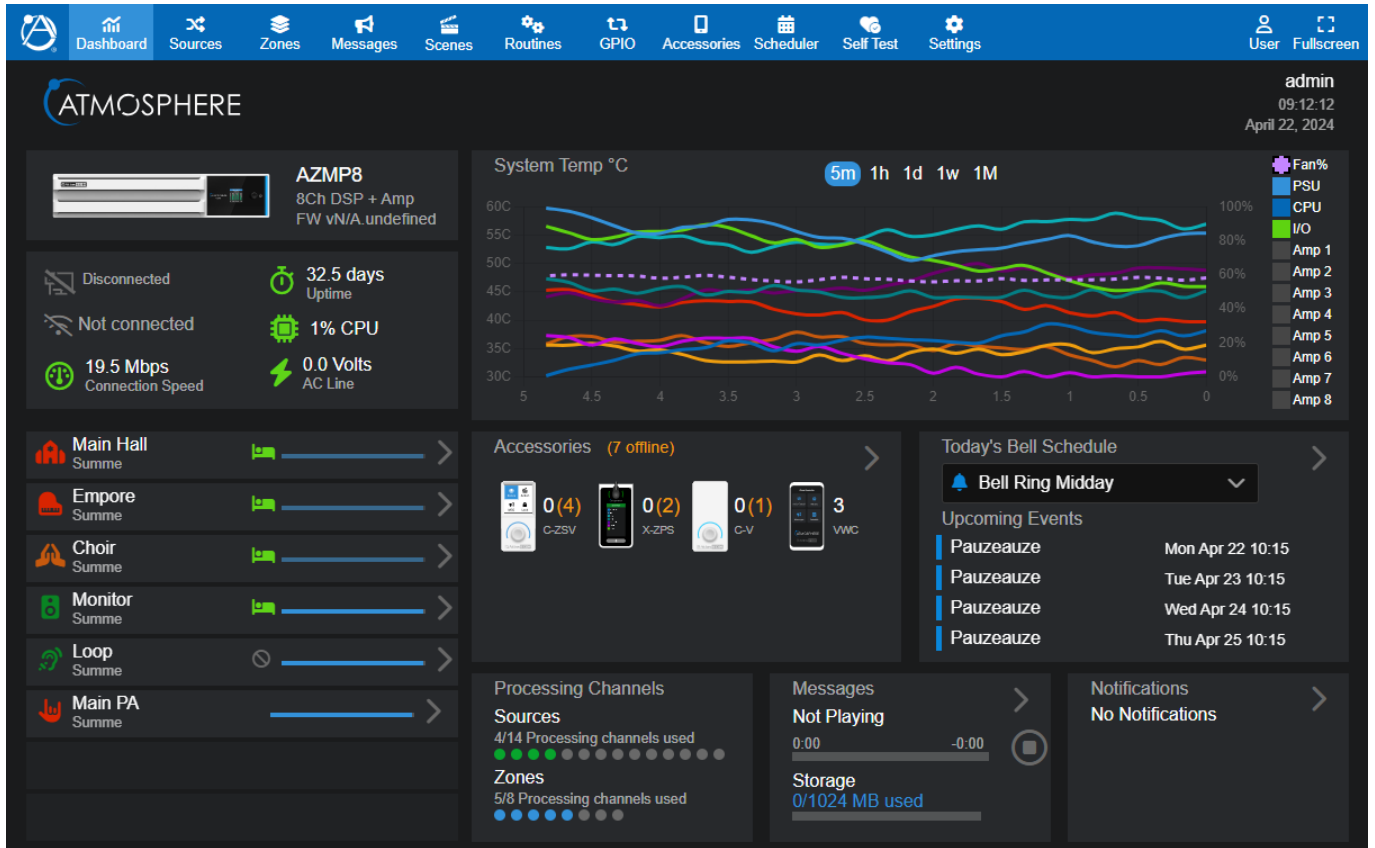 Dashboard Sources Zones Messages Scenes Routines GPIO Accessories Scheduler Self Test Settings User Fullscreen
ATMOSPHERE
admin
09:12:12
April 22, 2024
AZMP8
8Ch DSP + Amp
FW vN/A.undefined
Disconnected
32.5 days
Uptime
Not connected
1% CPU
19.5 Mbps
Connection Speed
0.0 Volts
AC Line
System Temp °C
5m 1h 1d 1w 1M
60C
55C
50C
45C
40C
35C
30C
100%
80%
60%
40%
20%
0%
5 4.5 4 3.5 3 2.5 2 1.5 1 0.5 0
Fan%
PSU
CPU
I/O
Amp 1
Amp 2
Amp 3
Amp 4
Amp 5
Amp 6
Amp 7
Amp 8
Main Hall
Summe
Empore
Summe
Choir
Summe
Monitor
Summe
Loop
Summe
Main PA
Summe
Accessories (7 offline)
0(4)
C-ZSV
0(2)
X-ZPS
0(1)
C-V
3
VWC
Today's Bell Schedule
Bell Ring Midday
Upcoming Events
Pauzeauze Mon Apr 22 10:15
Pauzeauze Tue Apr 23 10:15
Pauzeauze Wed Apr 24 10:15
Pauzeauze Thu Apr 25 10:15
Processing Channels
Sources
4/14 Processing channels used
Zones
5/8 Processing channels used
Messages
Not Playing
0:00 -0:00
Storage
0/1024 MB used
Notifications
No Notifications